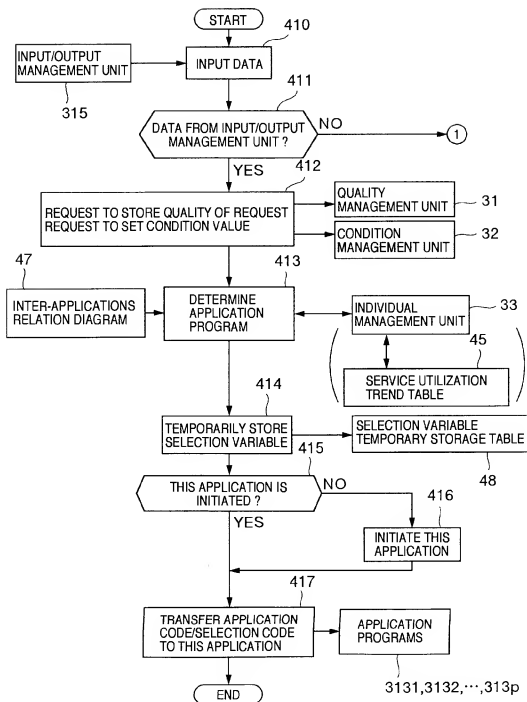 START
410
INPUT/OUTPUT
MANAGEMENT UNIT
315
INPUT DATA
411
DATA FROM INPUT/OUTPUT
MANAGEMENT UNIT ?
NO
1
YES
412
REQUEST TO STORE QUALITY OF REQUEST
REQUEST TO SET CONDITION VALUE
QUALITY
MANAGEMENT UNIT
31
CONDITION
MANAGEMENT UNIT
32
47
INTER-APPLICATIONS
RELATION DIAGRAM
413
DETERMINE
APPLICATION
PROGRAM
INDIVIDUAL
MANAGEMENT UNIT
33
45
SERVICE UTILIZATION
TREND TABLE
414
TEMPORARILY STORE
SELECTION VARIABLE
SELECTION VARIABLE
TEMPORARY STORAGE TABLE
48
415
THIS APPLICATION IS
INITIATED ?
NO
YES
416
INITIATE THIS
APPLICATION
417
TRANSFER APPLICATION
CODE/SELECTION CODE
TO THIS APPLICATION
APPLICATION
PROGRAMS
3131,3132,···,313p
END